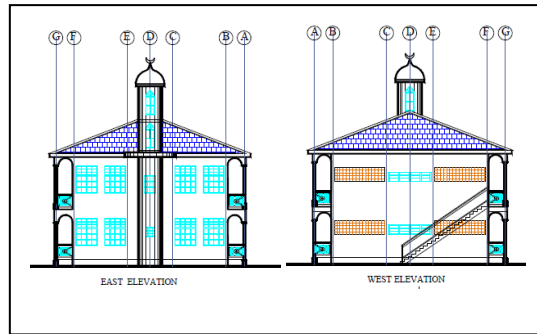 G F E D C B A
A B C D E F G
EAST ELEVATION
WEST ELEVATION